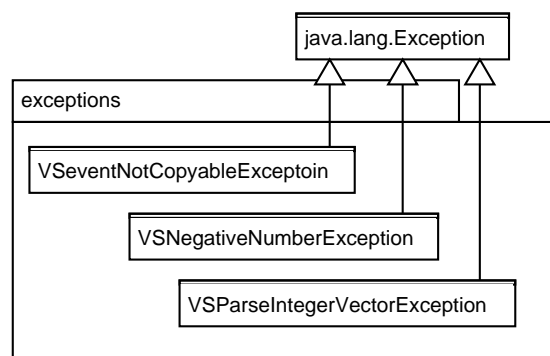 java.lang.Exception
exceptions
VSeventNotCopyableExceptoin
VSNegativeNumberException
VSParseIntegerVectorException